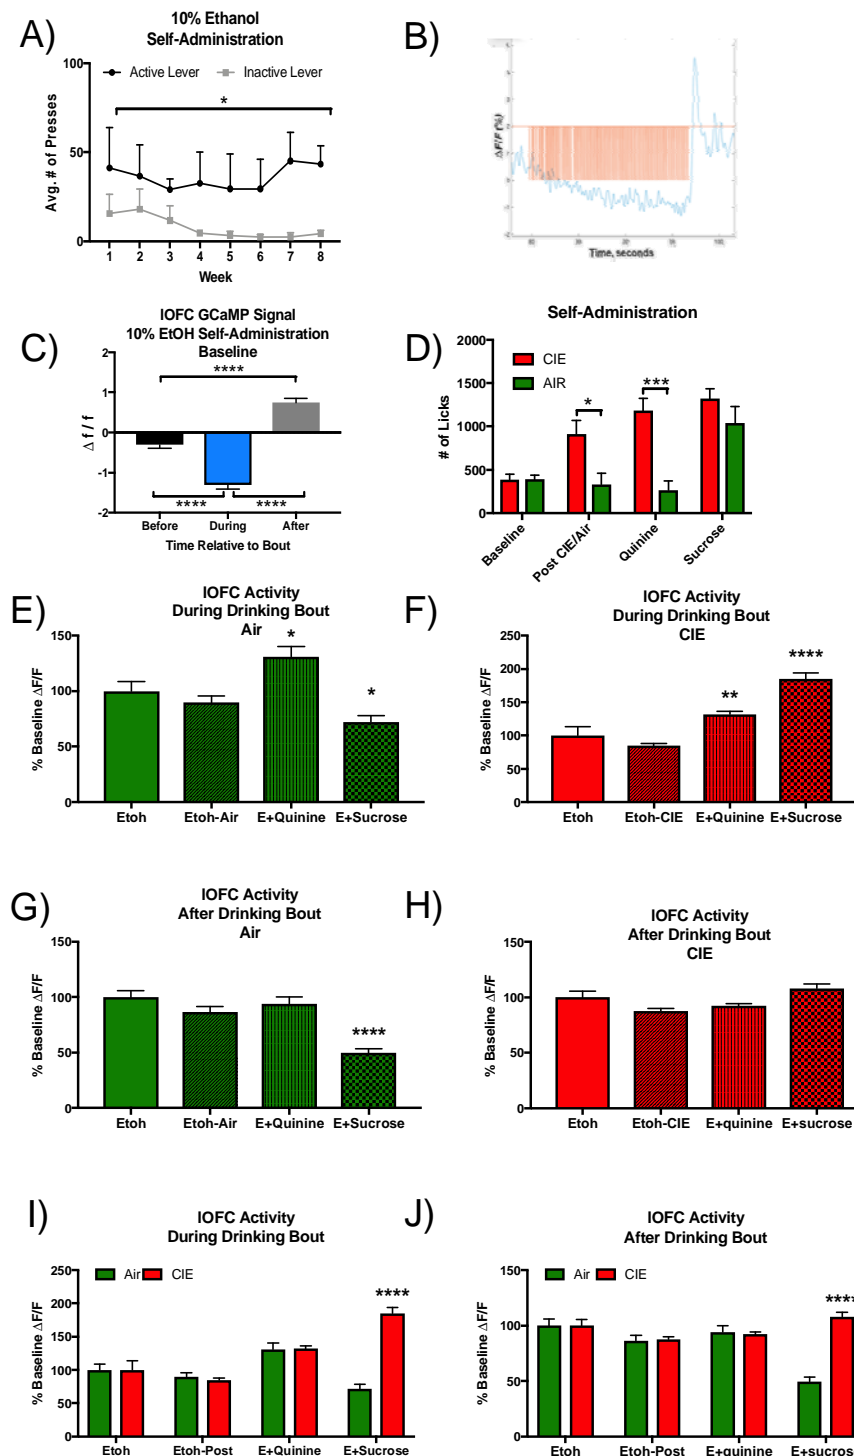 A)
10% Ethanol
Self-Administration
Active Lever
Inactive Lever
*
Avg. # of Presses
100
50
0
1 2 3 4 5 6 7 8
Week
B)
ΔF/F (%)
Time, seconds
C)
lOFC GCaMP Signal
10% EtOH Self-Administration
Baseline
****
Δ f / f
2
1
0
-1
-2
**** ****
Before During After
Time Relative to Bout
D)
Self-Administration
CIE
AIR
* ***
# of Licks
2000
1500
1000
500
0
Baseline
Post CIE/Air
Quinine
Sucrose
E)
lOFC Activity
During Drinking Bout
Air
* *
% Baseline ΔF/F
150
100
50
0
Etoh Etoh-Air E+Quinine E+Sucrose
F)
lOFC Activity
During Drinking Bout
CIE
** ****
% Baseline ΔF/F
250
200
150
100
50
0
Etoh Etoh-CIE E+Quinine E+Sucrose
G)
lOFC Activity
After Drinking Bout
Air
****
% Baseline ΔF/F
150
100
50
0
Etoh Etoh-Air E+Quinine E+Sucrose
H)
lOFC Activity
After Drinking Bout
CIE
% Baseline ΔF/F
150
100
50
0
Etoh Etoh-CIE E+quinine E+sucrose
I)
lOFC Activity
During Drinking Bout
Air CIE
****
% Baseline ΔF/F
250
200
150
100
50
0
Etoh Etoh-Post E+Quinine E+Sucrose
J)
lOFC Activity
After Drinking Bout
Air CIE
****
% Baseline ΔF/F
150
100
50
0
Etoh Etoh-Post E+quinine E+sucros